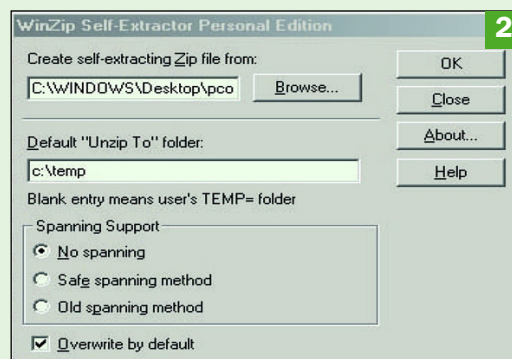 WinZip Self-Extractor Personal Edition
2
Create self-extracting Zip file from:
C:\WINDOWS\Desktop\pco
Browse...
OK
Close
Default "Unzip To" folder:
About...
c:\temp
Help
Blank entry means user's TEMP= folder
Spanning Support
No spanning
Safe spanning method
Old spanning method
Overwrite by default